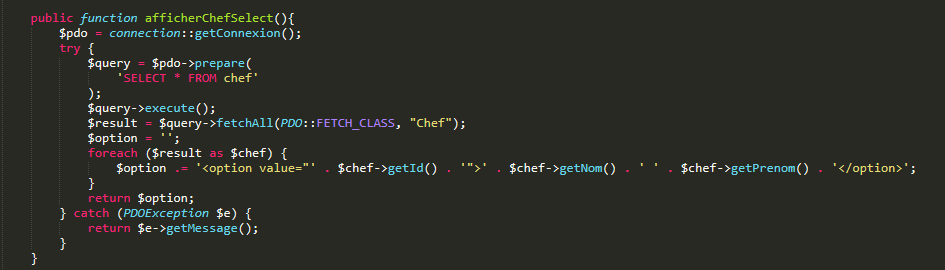 public function afficherChefSelect(){
$pdo = connection::getConnexion();
try {
$query = $pdo->prepare(
'SELECT * FROM chef'
);
$query->execute();
$result = $query->fetchAll(PDO::FETCH_CLASS, "Chef");
$option = '';
foreach ($result as $chef) {
$option .= '<option value="' . $chef->getId() . '">' . $chef->getNom() . ' ' . $chef->getPrenom() . '</option>';
}
return $option;
} catch (PDOException $e) {
return $e->getMessage();
}
}